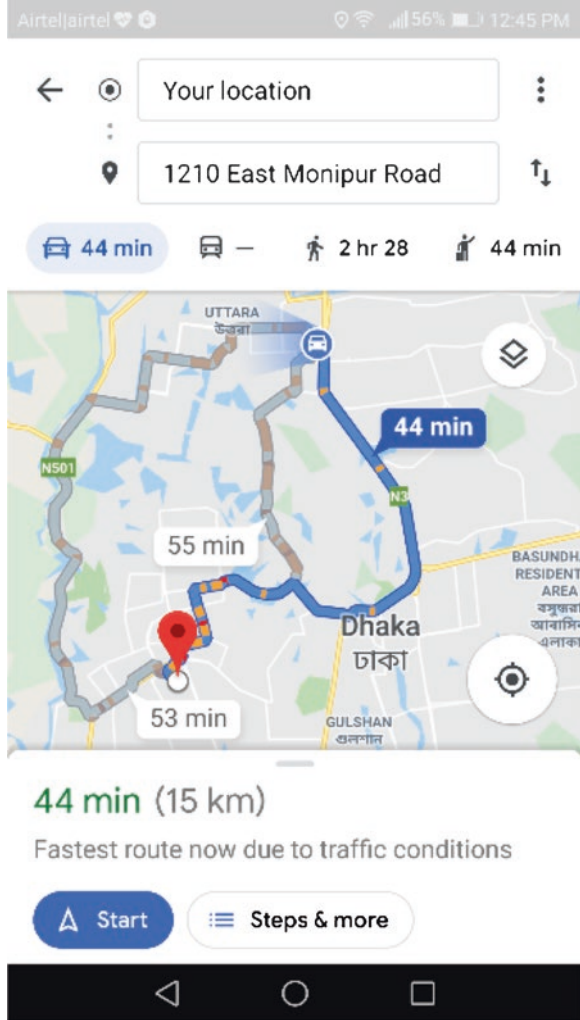 Airtel|airtel 56% 12:45 PM
Your location
1210 East Monipur Road
44 min — 2 hr 28 44 min
UTTARA
উত্তরা
44 min
N501
N3
55 min
BASUNDH
RESIDENT
AREA
বসুন্ধরা
আবাসিক
এলাকা
Dhaka
ঢাকা
53 min
GULSHAN
গুলশান
44 min (15 km)
Fastest route now due to traffic conditions
Start Steps & more